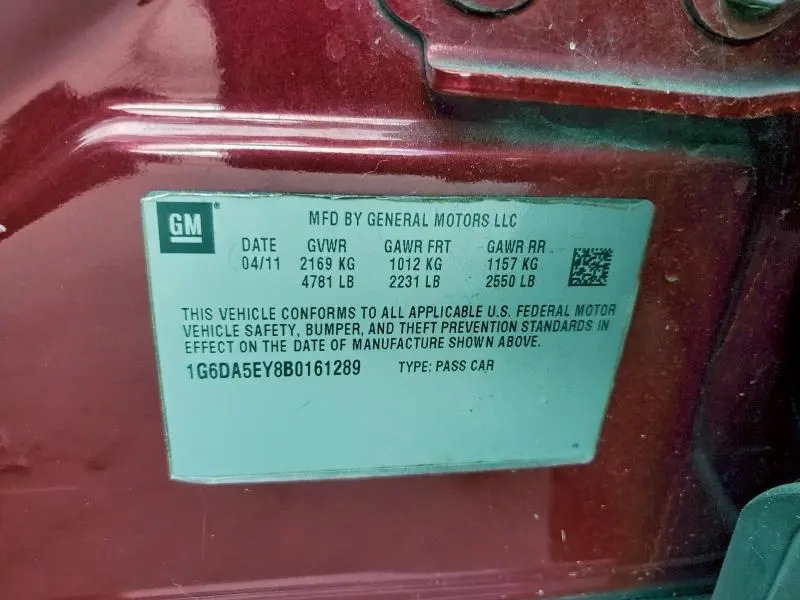 GM
MFD BY GENERAL MOTORS LLC
DATE GVWR GAWR FRT GAWR RR
04/11 2169 KG 1012 KG 1157 KG
4781 LB 2231 LB 2550 LB
THIS VEHICLE CONFORMS TO ALL APPLICABLE U.S. FEDERAL MOTOR
VEHICLE SAFETY, BUMPER, AND THEFT PREVENTION STANDARDS IN
EFFECT ON THE DATE OF MANUFACTURE SHOWN ABOVE.
1G6DA5EY8B0161289 TYPE: PASS CAR